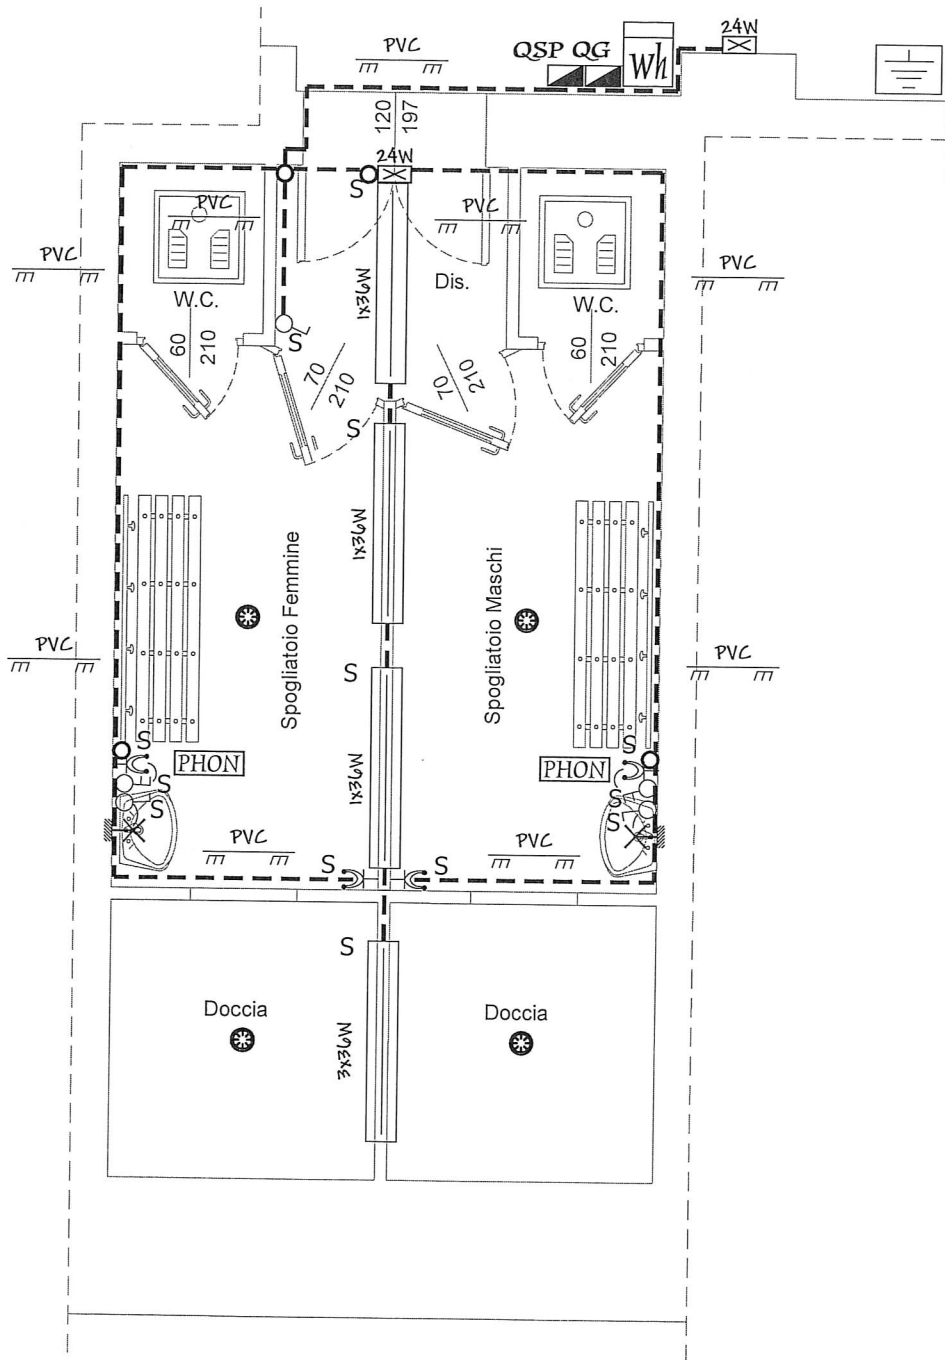 24W
PVC
QSP QG
Wh
120
197
24W
S
PVC
PVC
PVC
PVC
1x36W
Dis.
W.C.
W.C.
60
210
S
70
210
70
210
60
210
S
1x36W
1x36W
Spogliatoio Femmine
Spogliatoio Maschi
PVC
PVC
S
S
S
PHON
PHON
S
S
S
S
1x36W
PVC
PVC
S
S
S
Doccia
Doccia
3x36W